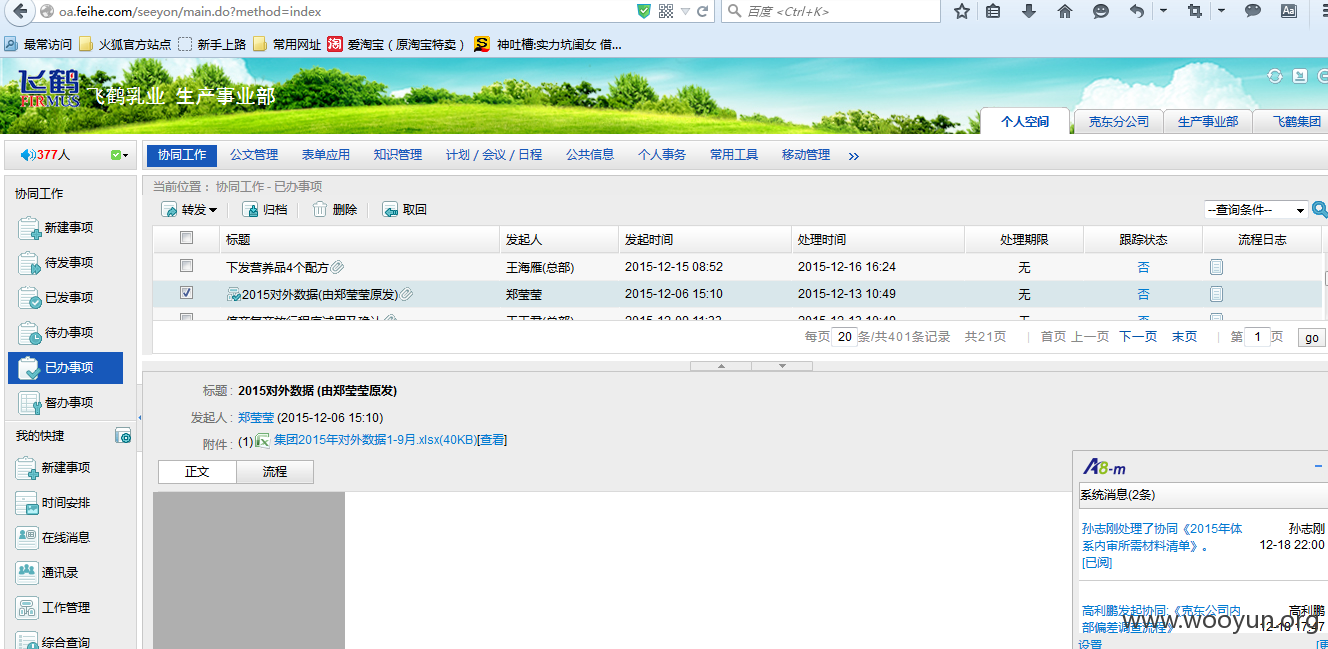 oa.feihe.com/seeyon/main.do?method=index
百度 <Ctrl+K>
最常访问 火狐官方站点 新手上路 常用网址 爱淘宝（原淘宝特卖） 神吐槽:实力坑闺女 借...
飞鹤
FIRMUS
飞鹤乳业 生产事业部
个人空间 克东分公司 生产事业部 飞鹤集团
377人
协同工作 公文管理 表单应用 知识管理 计划 / 会议 / 日程 公共信息 个人事务 常用工具 移动管理 »
协同工作
新建事项
待发事项
已发事项
待办事项
已办事项
督办事项
我的快捷
新建事项
时间安排
在线消息
通讯录
工作管理
综合查询
当前位置： 协同工作 - 已办事项
转发 归档 删除 取回
--查询条件--
标题 发起人 发起时间 处理时间 处理期限 跟踪状态 流程日志
下发营养品4个配方 王海雁(总部) 2015-12-15 08:52 2015-12-16 16:24 无 否
2015对外数据(由郑莹莹原发) 郑莹莹 2015-12-06 15:10 2015-12-13 10:49 无 否
每页 20 条/共401条记录 共21页 首页 上一页 下一页 末页 第 1 页 go
标题 : 2015对外数据 (由郑莹莹原发)
发起人 : 郑莹莹 (2015-12-06 15:10)
附件 : (1) 集团2015年对外数据1-9月.xlsx(40KB)[查看]
正文 流程
A8-m
系统消息(2条)
孙志刚处理了协同《2015年体 孙志刚
系内审所需材料清单》。 12-18 22:00
[已阅]
高利鹏发起协同:《克东公司内 高利鹏
部偏差调查流程》
设置
www.wooyun.org